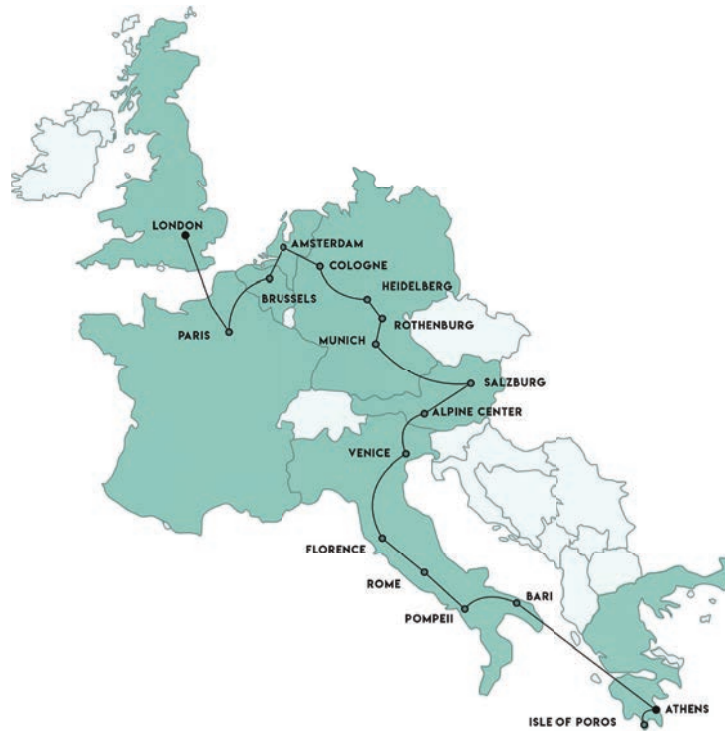 LONDON
AMSTERDAM
COLOGNE
BRUSSELS
HEIDELBERG
ROTHENBURG
PARIS
MUNICH
SALZBURG
ALPINE CENTER
VENICE
FLORENCE
ROME
BARI
POMPEII
ATHENS
ISLE OF POROS